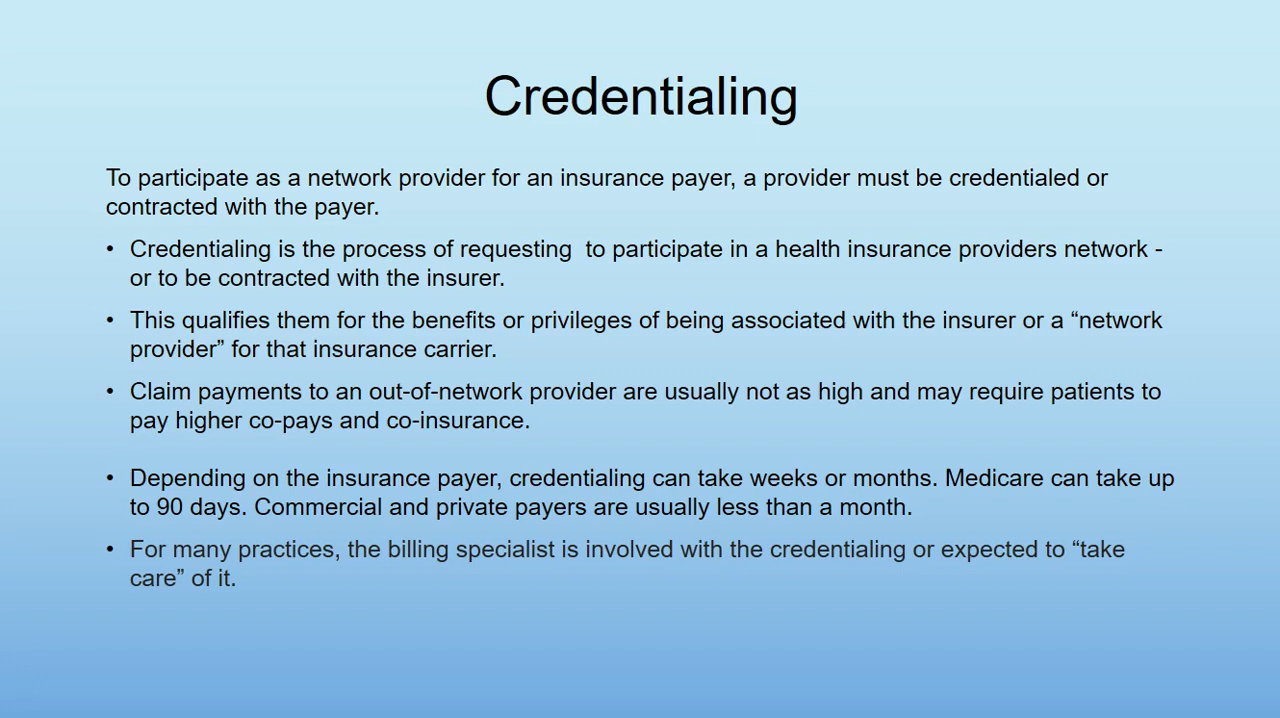 Credentialing
To participate as a network provider for an insurance payer, a provider must be credentialed or
contracted with the payer.
• Credentialing is the process of requesting  to participate in a health insurance providers network -
or to be contracted with the insurer.
• This qualifies them for the benefits or privileges of being associated with the insurer or a “network
provider” for that insurance carrier.
• Claim payments to an out-of-network provider are usually not as high and may require patients to
pay higher co-pays and co-insurance.
• Depending on the insurance payer, credentialing can take weeks or months. Medicare can take up
to 90 days. Commercial and private payers are usually less than a month.
• For many practices, the billing specialist is involved with the credentialing or expected to “take
care” of it.